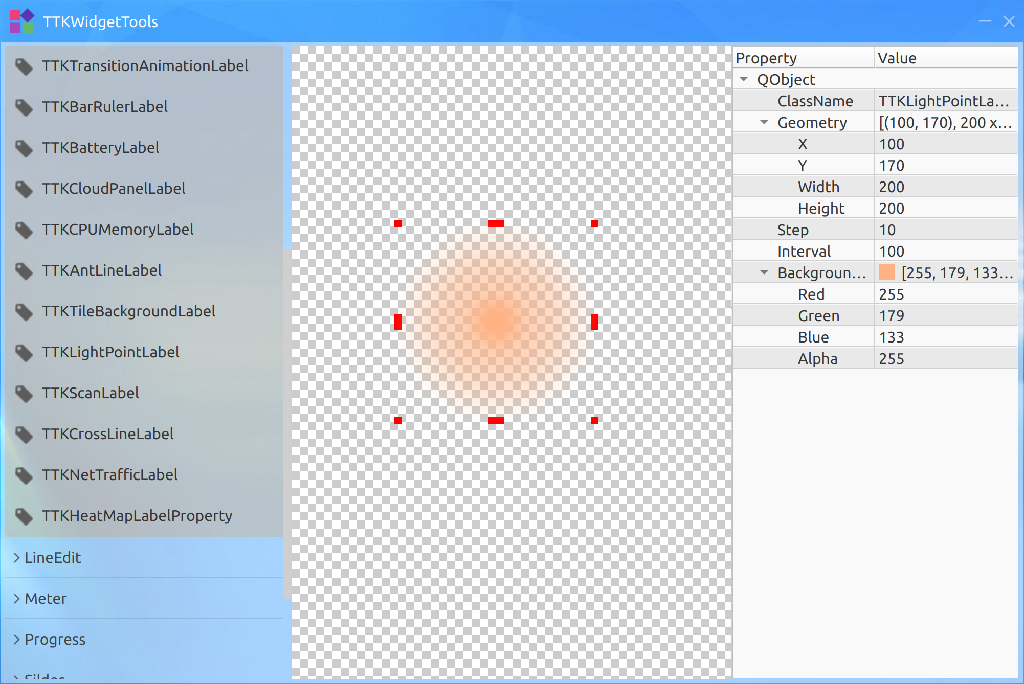 TTKWidgetTools
TTKTransitionAnimationLabel
TTKBarRulerLabel
TTKBatteryLabel
TTKCloudPanelLabel
TTKCPUMemoryLabel
TTKAntLineLabel
TTKTileBackgroundLabel
TTKLightPointLabel
TTKScanLabel
TTKCrossLineLabel
TTKNetTrafficLabel
TTKHeatMapLabelProperty
LineEdit
Meter
Progress
Property Value
QObject
ClassName TTKLightPointLa...
Geometry [(100, 170), 200 x...
X 100
Y 170
Width 200
Height 200
Step 10
Interval 100
Backgroun... [255, 179, 133...
Red 255
Green 179
Blue 133
Alpha 255